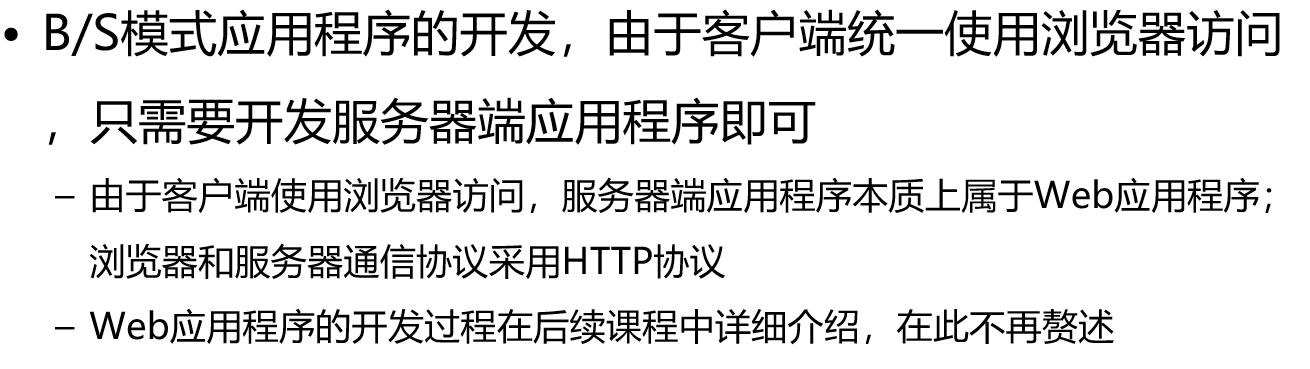 • B/S模式应用程序的开发，由于客户端统一使用浏览器访问
，只需要开发服务器端应用程序即可
– 由于客户端使用浏览器访问，服务器端应用程序本质上属于Web应用程序；
浏览器和服务器通信协议采用HTTP协议
– Web应用程序的开发过程在后续课程中详细介绍，在此不再赘述